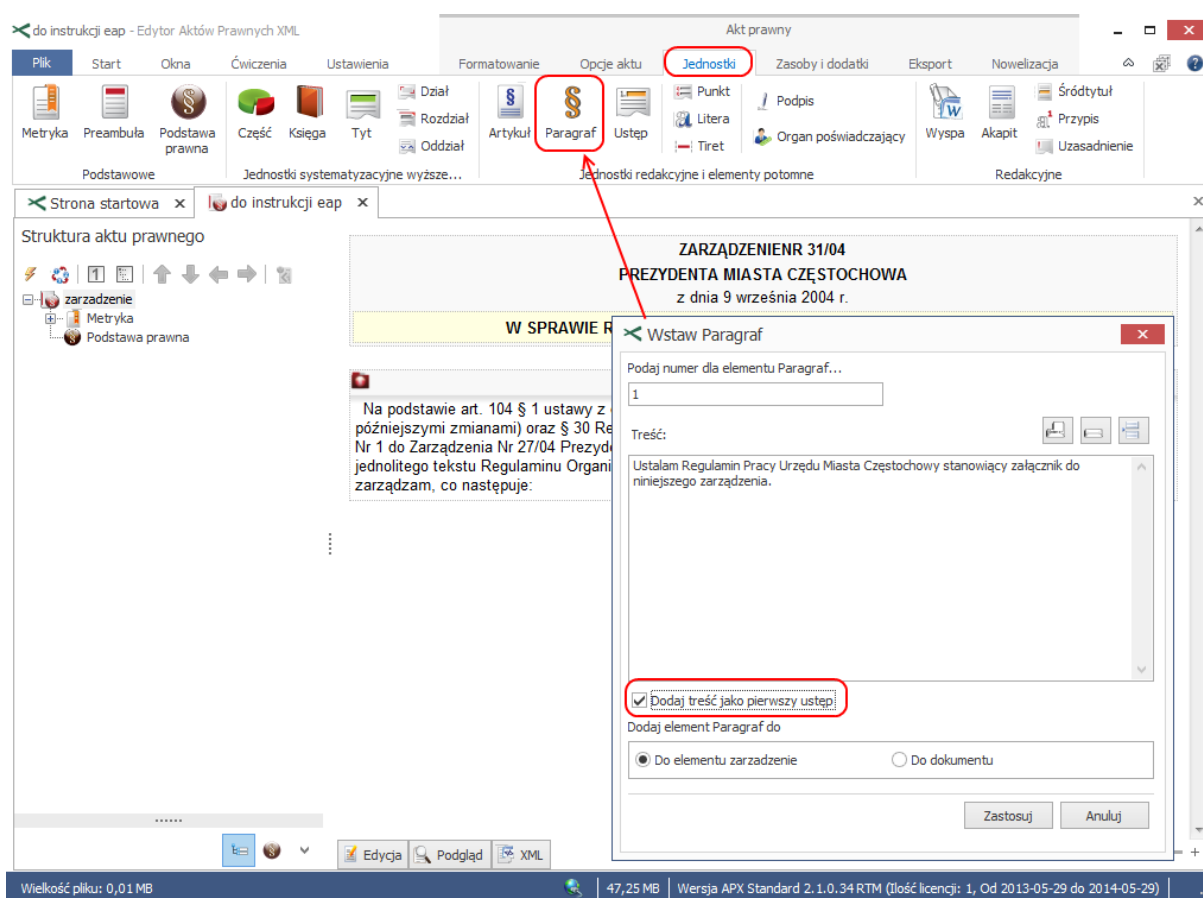 do instrukcji eap - Edytor Aktów Prawnych XML
Akt prawny
Plik Start Okna Ćwiczenia Ustawienia Formatowanie Opcje aktu Jednostki Zasoby i dodatki Eksport Nowelizacja
Metryka Preambuła Podstawa prawna Część Księga Tyt
Dział
Rozdział
Oddział
Artykuł Paragraf Ustęp
Punkt
Litera
Tiret
Podpis
Organ poświadczający
Wyspa Akapit
Śródtytuł
Przypis
Uzasadnienie
Podstawowe Jednostki systematyzacyjne wyższe... Jednostki redakcyjne i elementy potomne Redakcyjne
Strona startowa x do instrukcji eap x
Struktura aktu prawnego
zarzadzenie
Metryka
Podstawa prawna
ZARZĄDZENIENR 31/04
PREZYDENTA MIASTA CZĘSTOCHOWA
z dnia 9 września 2004 r.
W SPRAWIE R
Na podstawie art. 104 § 1 ustawy z
późniejszymi zmianami) oraz § 30 Re
Nr 1 do Zarządzenia Nr 27/04 Prezyd
jednolitego tekstu Regulaminu Organi
zarządzam, co następuje:
Wstaw Paragraf
Podaj numer dla elementu Paragraf...
1
Treść:
Ustalam Regulamin Pracy Urzędu Miasta Częstochowy stanowiący załącznik do
niniejszego zarządzenia.
Dodaj treść jako pierwszy ustęp
Dodaj element Paragraf do
Do elementu zarzadzenie Do dokumentu
Zastosuj Anuluj
Edycja Podgląd XML
Wielkość pliku: 0,01 MB 47,25 MB Wersja APX Standard 2.1.0.34 RTM (Ilość licencji: 1, Od 2013-05-29 do 2014-05-29)